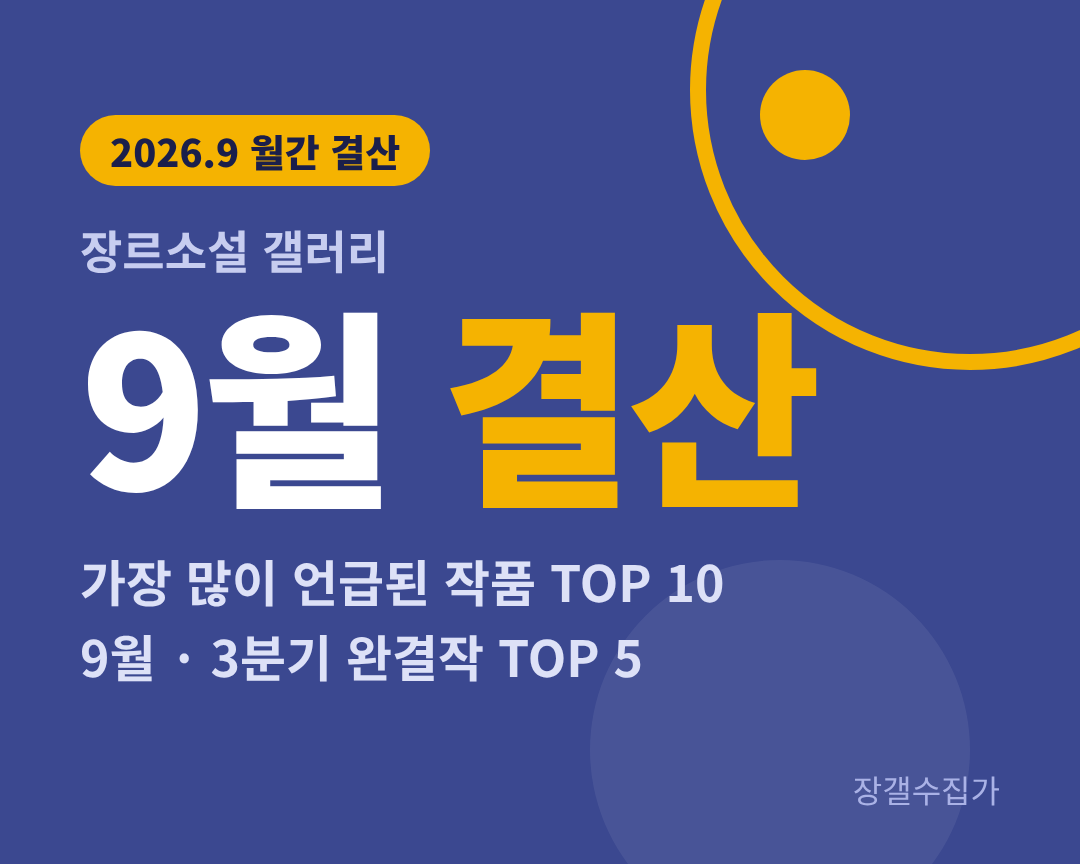 2026.9 월간 결산
장르소설 갤러리
9월 결산
가장 많이 언급된 작품 TOP 10
9월 · 3분기 완결작 TOP 5
장갤수집가